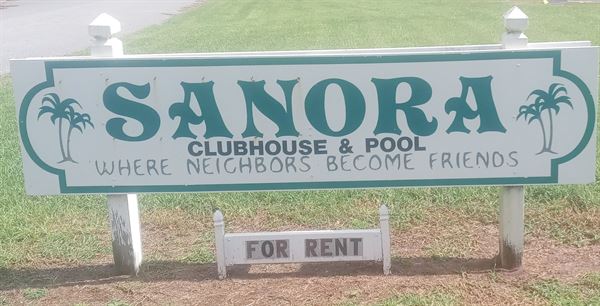 SANORA
CLUBHOUSE & POOL
WHERE NEIGHBORS BECOME FRIENDS
FOR RENT